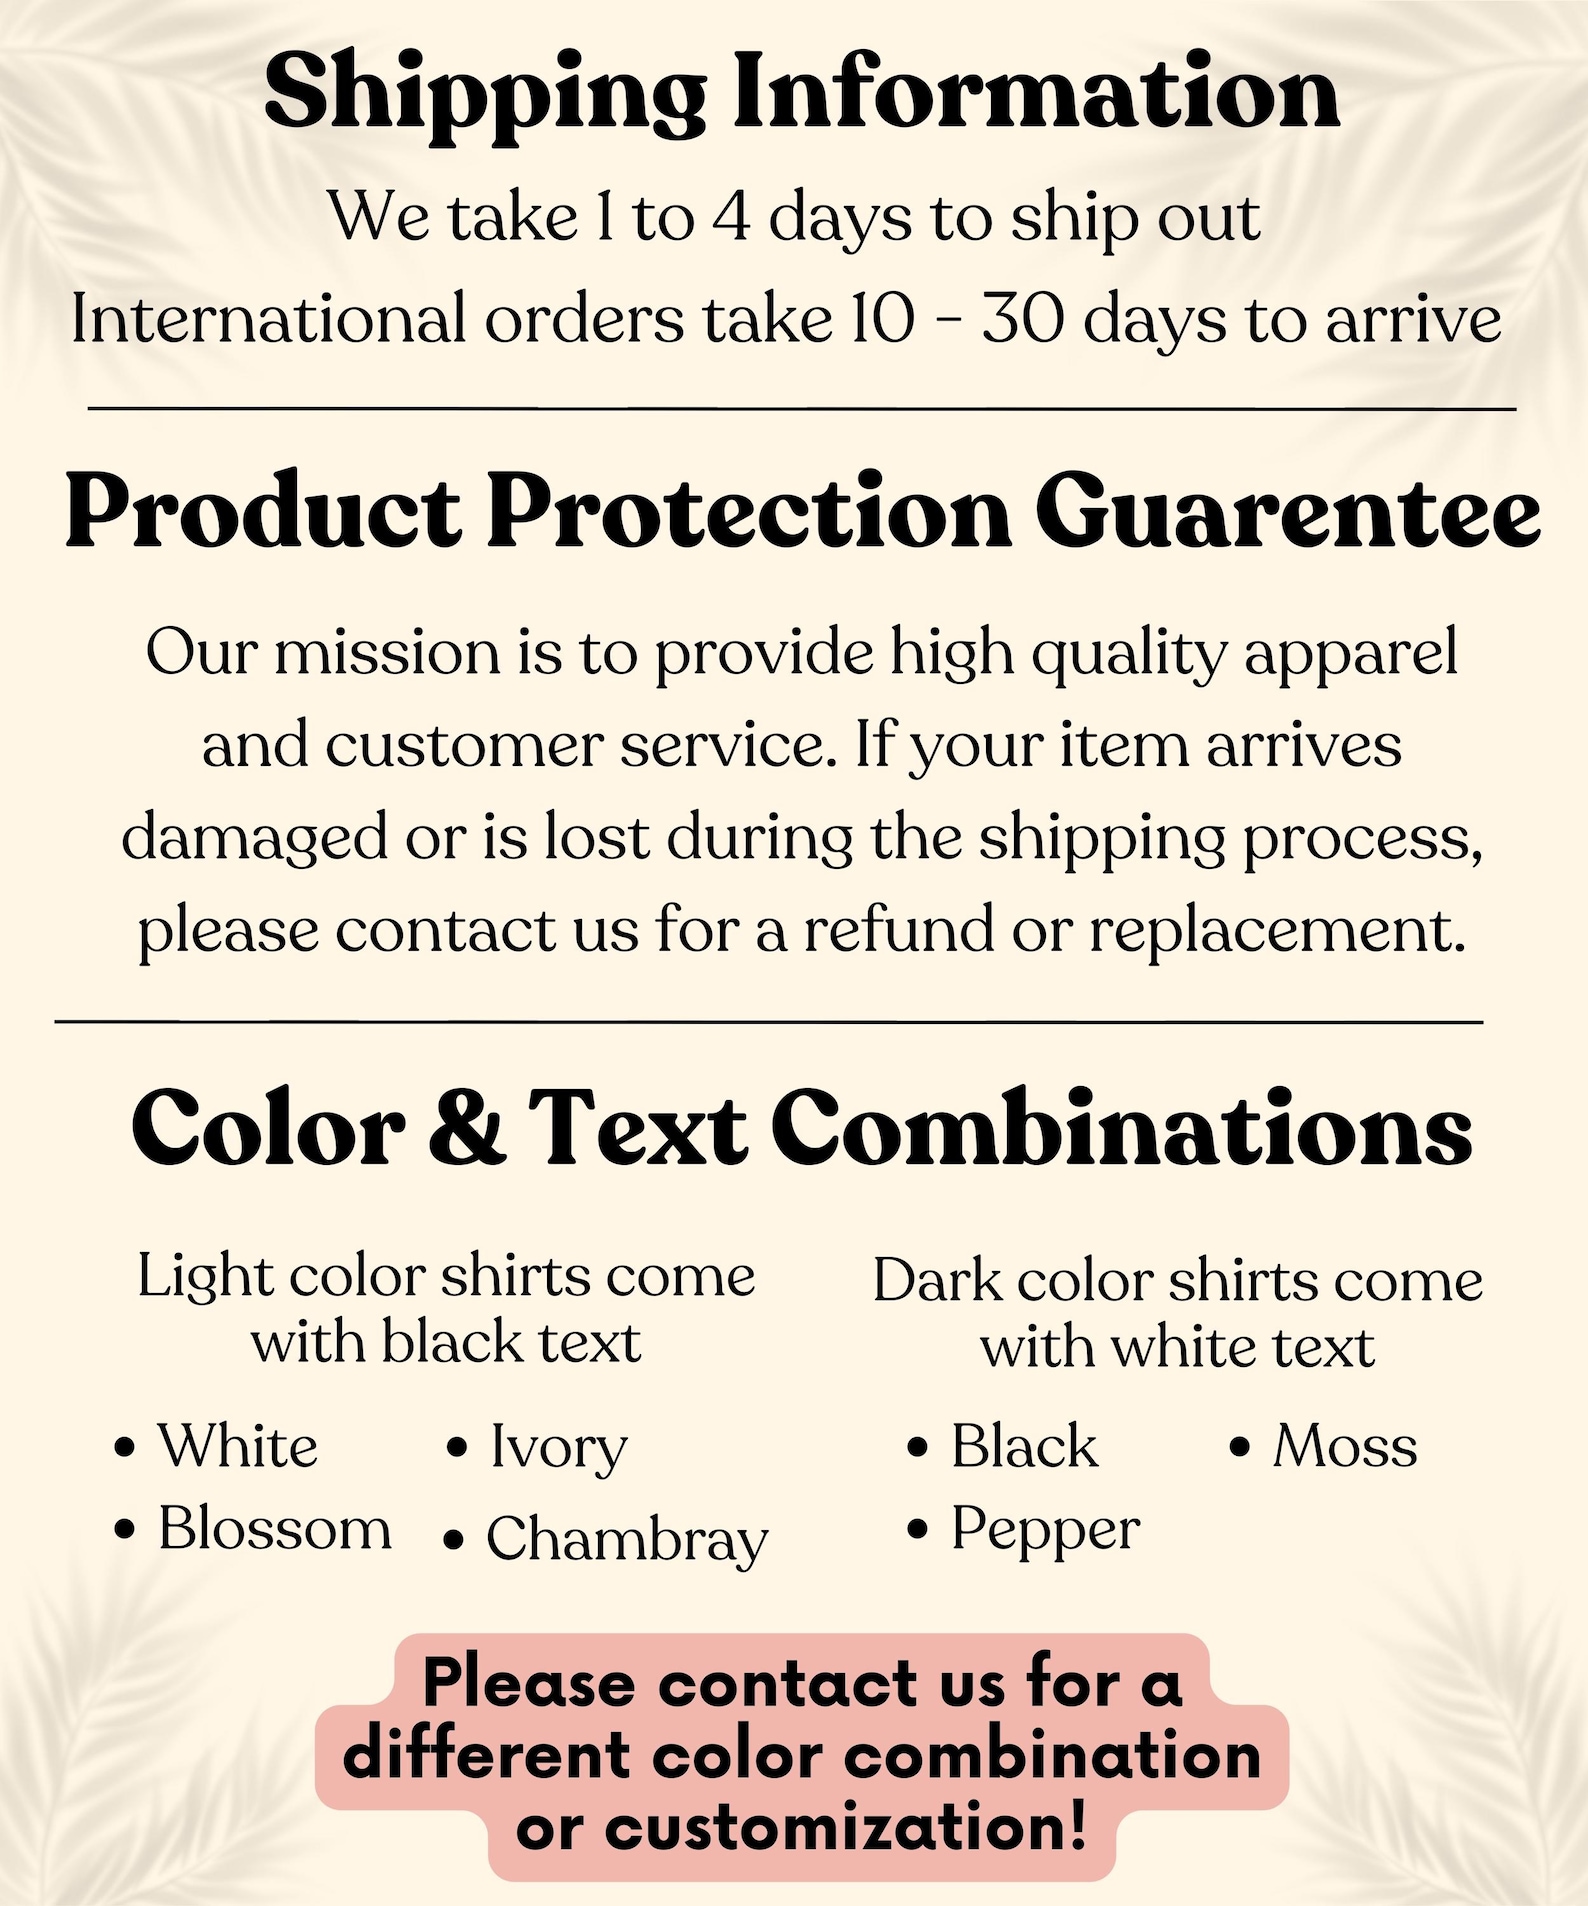 Shipping Information
We take 1 to 4 days to ship out
International orders take 10 - 30 days to arrive
Product Protection Guarentee
Our mission is to provide high quality apparel
and customer service. If your item arrives
damaged or is lost during the shipping process,
please contact us for a refund or replacement.
Color & Text Combinations
Light color shirts come
with black text
• White
• Blossom
• Ivory
• Chambray
Dark color shirts come
with white text
• Black
• Pepper
• Moss
Please contact us for a
different color combination
or customization!